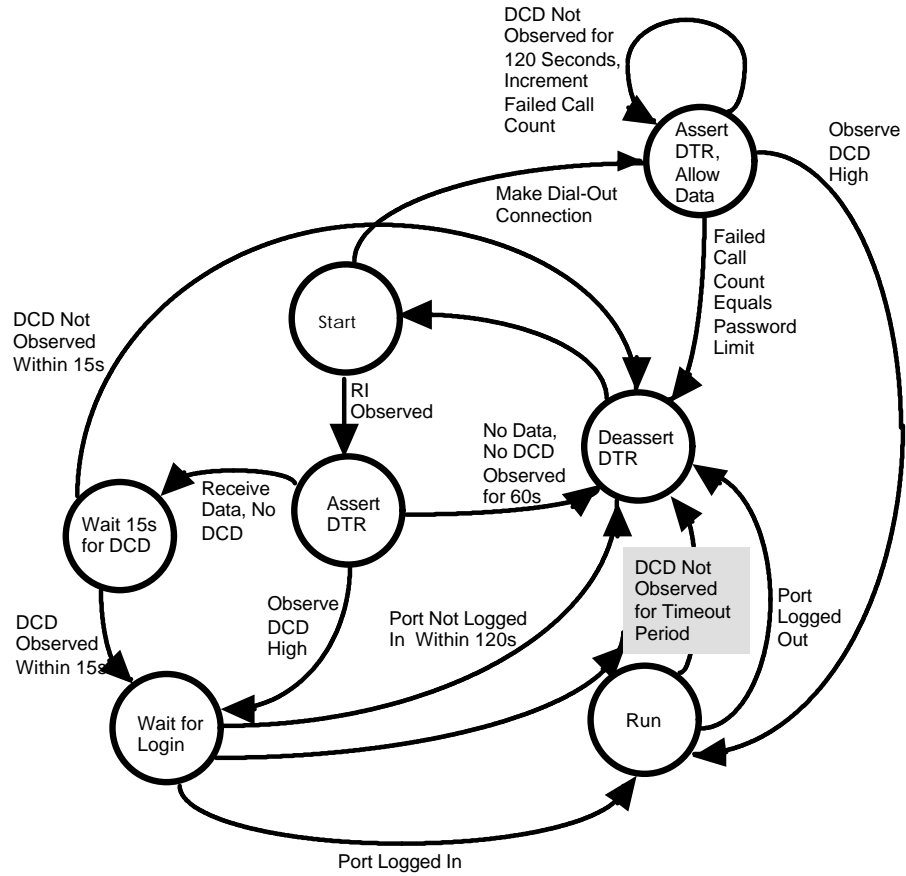 DCD Not
Observed for
120 Seconds,
Increment
Failed Call
Count
Assert
DTR,
Allow
Data
Observe
DCD
High
Make Dial-Out
Connection
Failed
Call
Count
Equals
Password
Limit
Start
DCD Not
Observed
Within 15s
RI
Observed
No Data,
No DCD
Observed
for 60s
Deassert
DTR
Receive
Data, No
DCD
Assert
DTR
Wait 15s
for DCD
DCD Not
Observed
for Timeout
Period
Port
Logged
Out
Observe
DCD
High
Port Not Logged
In Within 120s
DCD
Observed
Within 15s
Wait for
Login
Run
Port Logged In